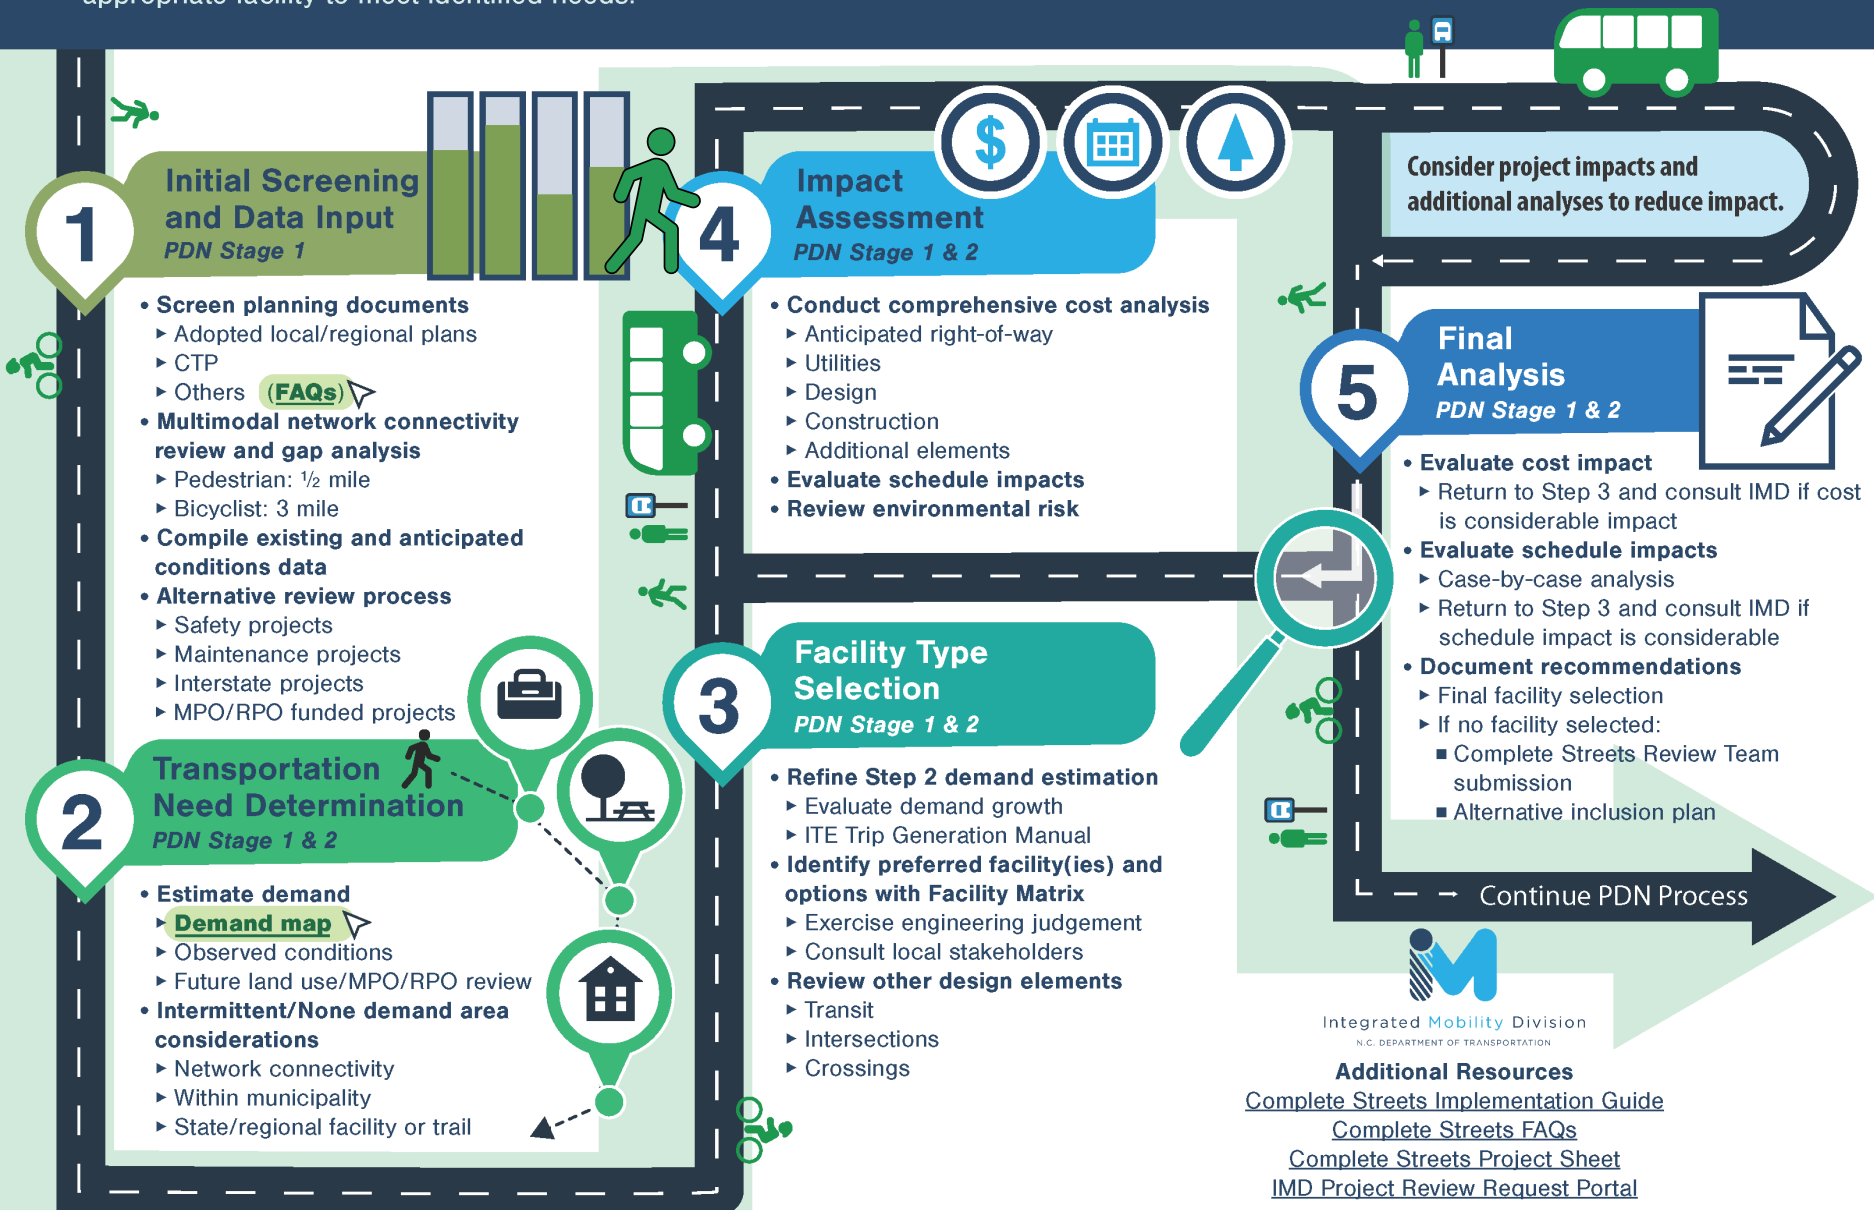 appropriate facility to meet identified needs.
1
Initial Screening
and Data Input
PDN Stage 1
• Screen planning documents
▸ Adopted local/regional plans
▸ CTP
▸ Others (FAQs)
• Multimodal network connectivity
review and gap analysis
▸ Pedestrian: ½ mile
▸ Bicyclist: 3 mile
• Compile existing and anticipated
conditions data
• Alternative review process
▸ Safety projects
▸ Maintenance projects
▸ Interstate projects
▸ MPO/RPO funded projects
2
Transportation
Need Determination
PDN Stage 1 & 2
• Estimate demand
▸ Demand map
▸ Observed conditions
▸ Future land use/MPO/RPO review
• Intermittent/None demand area
considerations
▸ Network connectivity
▸ Within municipality
▸ State/regional facility or trail
3
Facility Type
Selection
PDN Stage 1 & 2
• Refine Step 2 demand estimation
▸ Evaluate demand growth
▸ ITE Trip Generation Manual
• Identify preferred facility(ies) and
options with Facility Matrix
▸ Exercise engineering judgement
▸ Consult local stakeholders
• Review other design elements
▸ Transit
▸ Intersections
▸ Crossings
4
Impact
Assessment
PDN Stage 1 & 2
$
• Conduct comprehensive cost analysis
▸ Anticipated right-of-way
▸ Utilities
▸ Design
▸ Construction
▸ Additional elements
• Evaluate schedule impacts
• Review environmental risk
Consider project impacts and
additional analyses to reduce impact.
5
Final
Analysis
PDN Stage 1 & 2
• Evaluate cost impact
▸ Return to Step 3 and consult IMD if cost
is considerable impact
• Evaluate schedule impacts
▸ Case-by-case analysis
▸ Return to Step 3 and consult IMD if
schedule impact is considerable
• Document recommendations
▸ Final facility selection
▸ If no facility selected:
■ Complete Streets Review Team
submission
■ Alternative inclusion plan
Continue PDN Process
iM
Integrated Mobility Division
N.C. DEPARTMENT OF TRANSPORTATION
Additional Resources
Complete Streets Implementation Guide
Complete Streets FAQs
Complete Streets Project Sheet
IMD Project Review Request Portal